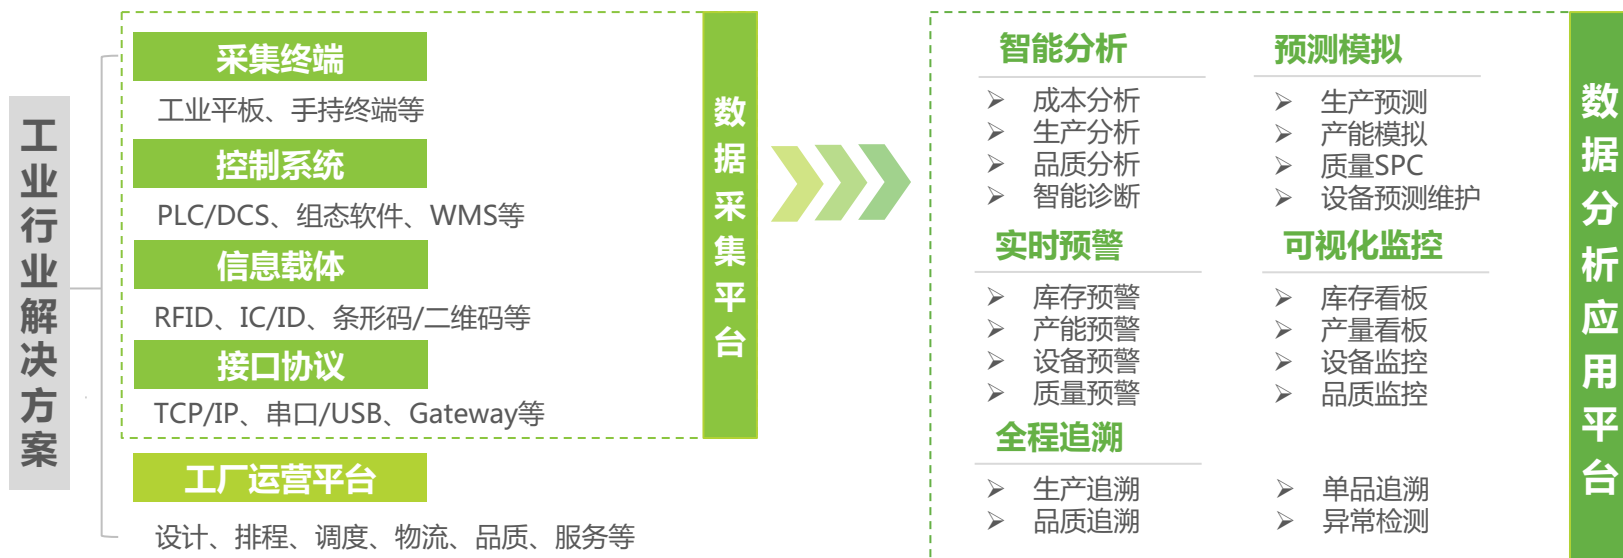 工业行业解决方案
采集终端
工业平板、手持终端等
控制系统
PLC/DCS、组态软件、WMS等
信息载体
RFID、IC/ID、条形码/二维码等
接口协议
TCP/IP、串口/USB、Gateway等
工厂运营平台
设计、排程、调度、物流、品质、服务等
数据采集平台
智能分析
成本分析
生产分析
品质分析
智能诊断
预测模拟
生产预测
产能模拟
质量SPC
设备预测维护
实时预警
库存预警
产能预警
设备预警
质量预警
可视化监控
库存看板
产量看板
设备监控
品质监控
全程追溯
生产追溯
品质追溯
单品追溯
异常检测
数据分析应用平台